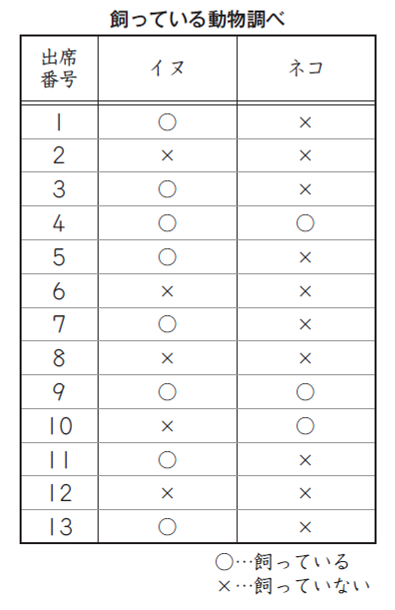 飼っている動物調べ
出席番号 イヌ ネコ
1 ○ ×
2 × ×
3 ○ ×
4 ○ ○
5 ○ ×
6 × ×
7 ○ ×
8 × ×
9 ○ ○
10 × ○
11 ○ ×
12 × ×
13 ○ ×
○…飼っている
×…飼っていない